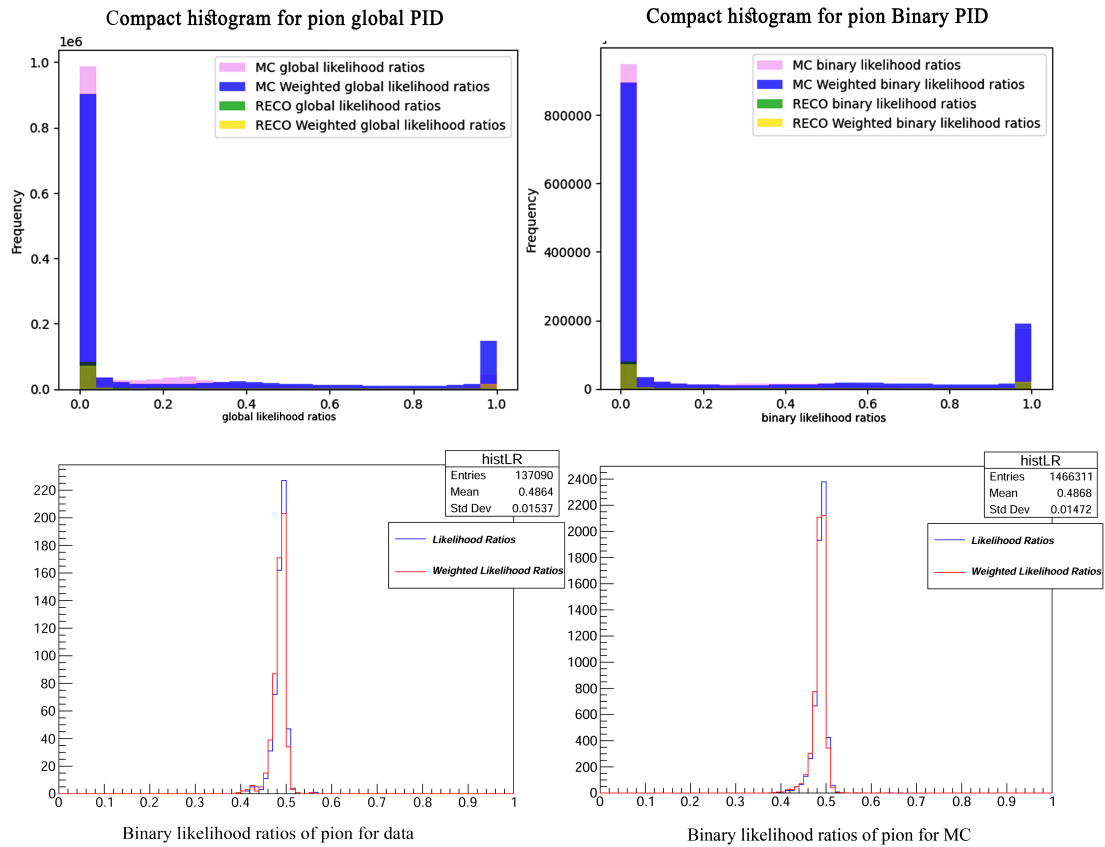 Compact histogram for pion global PID
1e6
MC global likelihood ratios
MC Weighted global likelihood ratios
RECO global likelihood ratios
RECO Weighted global likelihood ratios
1.0
0.8
0.6
0.4
0.2
0.0
Frequency
0.0 0.2 0.4 0.6 0.8 1.0
global likelihood ratios
Compact histogram for pion Binary PID
MC binary likelihood ratios
MC Weighted binary likelihood ratios
RECO binary likelihood ratios
RECO Weighted binary likelihood ratios
800000
600000
400000
200000
0
Frequency
0.0 0.2 0.4 0.6 0.8 1.0
binary likelihood ratios
histLR
Entries 137090
Mean 0.4864
Std Dev 0.01537
Likelihood Ratios
Weighted Likelihood Ratios
220
200
180
160
140
120
100
80
60
40
20
0
0 0.1 0.2 0.3 0.4 0.5 0.6 0.7 0.8 0.9 1
Binary likelihood ratios of pion for data
histLR
Entries 1466311
Mean 0.4868
Std Dev 0.01472
Likelihood Ratios
Weighted Likelihood Ratios
2400
2200
2000
1800
1600
1400
1200
1000
800
600
400
200
0
0 0.1 0.2 0.3 0.4 0.5 0.6 0.7 0.8 0.9 1
Binary likelihood ratios of pion for MC